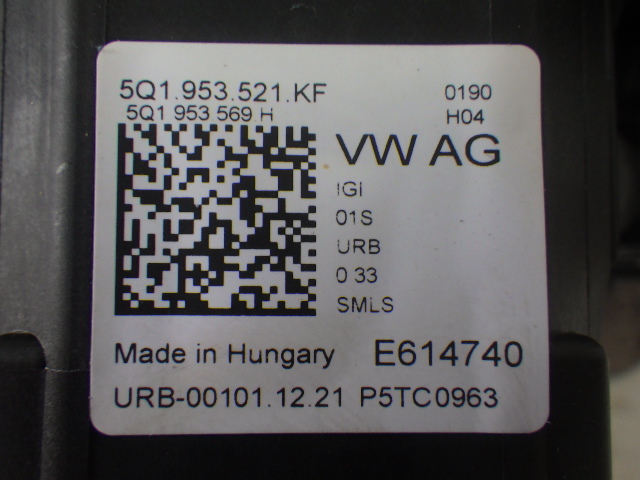 5Q1.953.521.KF 0190
5Q1 953 569 H H04
VW AG
IGI
01S
URB
0 33
SMLS
Made in Hungary E614740
URB-00101.12.21 P5TC0963